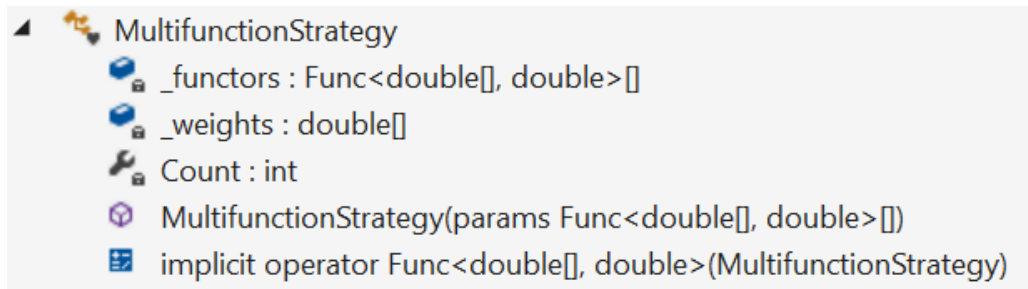 MultifunctionStrategy
_functors : Func<double[], double>[]
_weights : double[]
Count : int
MultifunctionStrategy(params Func<double[], double>[])
implicit operator Func<double[], double>(MultifunctionStrategy)